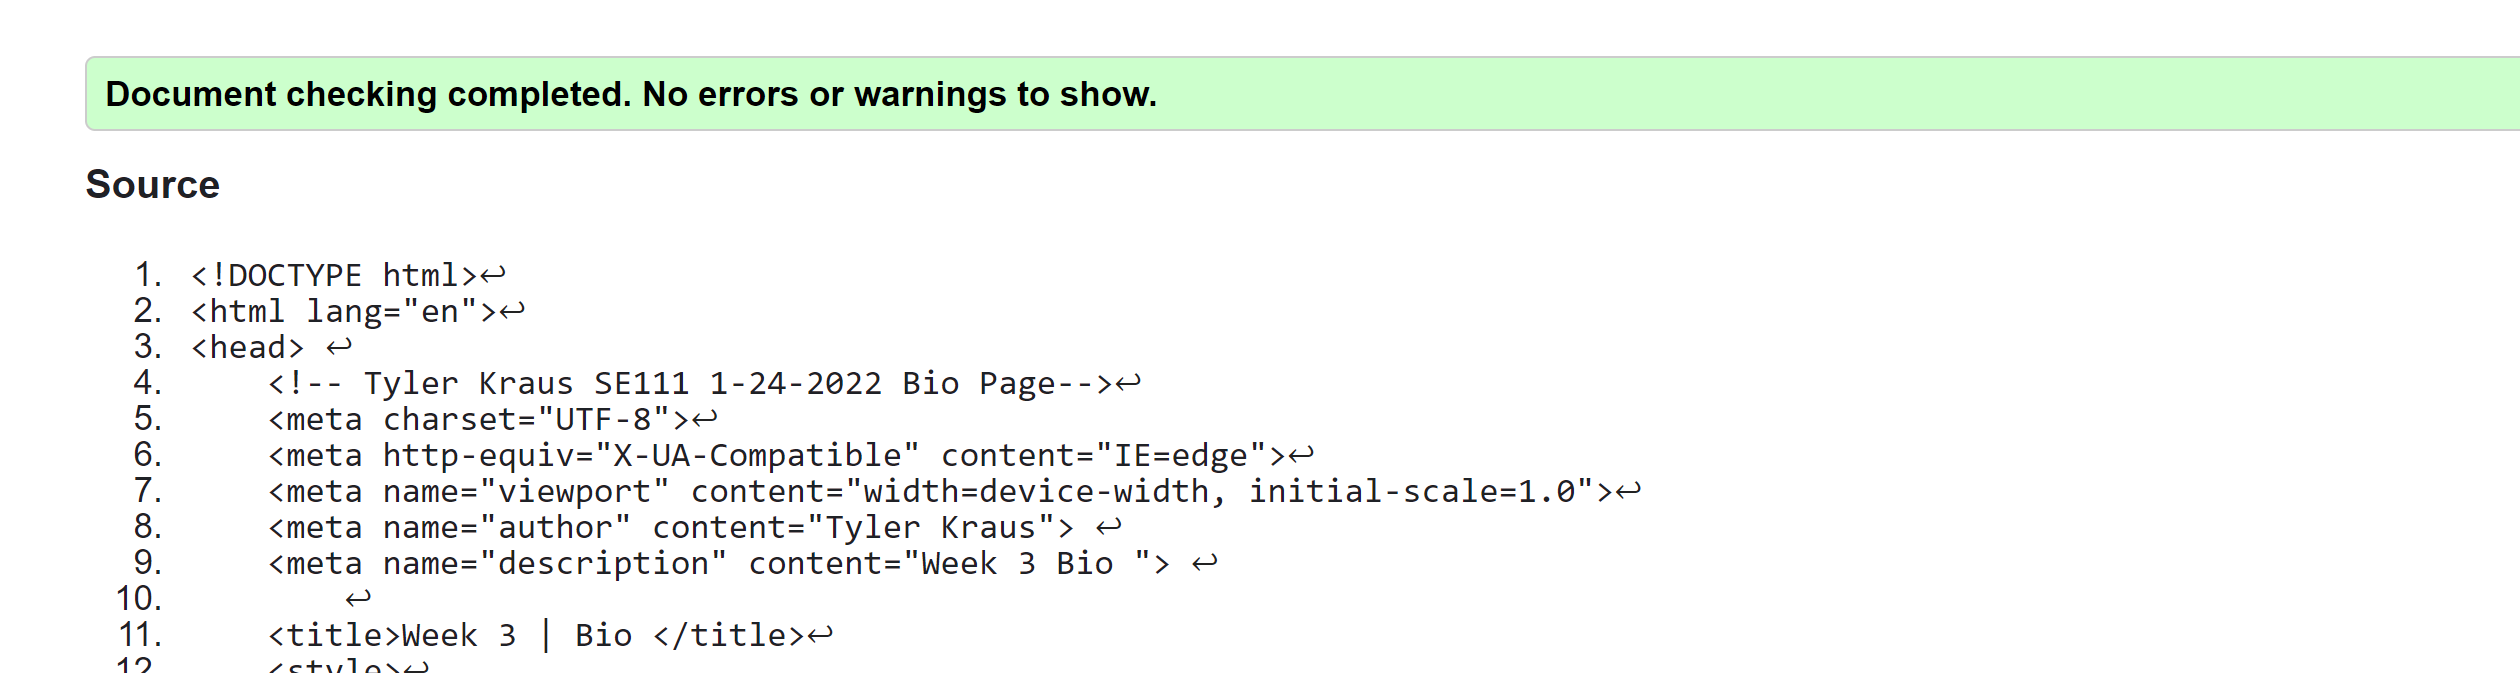 Document checking completed. No errors or warnings to show.
Source
1. <!DOCTYPE html>↩
2. <html lang="en">↩
3. <head> ↩
4. <!-- Tyler Kraus SE111 1-24-2022 Bio Page-->↩
5. <meta charset="UTF-8">↩
6. <meta http-equiv="X-UA-Compatible" content="IE=edge">↩
7. <meta name="viewport" content="width=device-width, initial-scale=1.0">↩
8. <meta name="author" content="Tyler Kraus"> ↩
9. <meta name="description" content="Week 3 Bio "> ↩
10. ↩
11. <title>Week 3 | Bio </title>↩
12. <style>↩